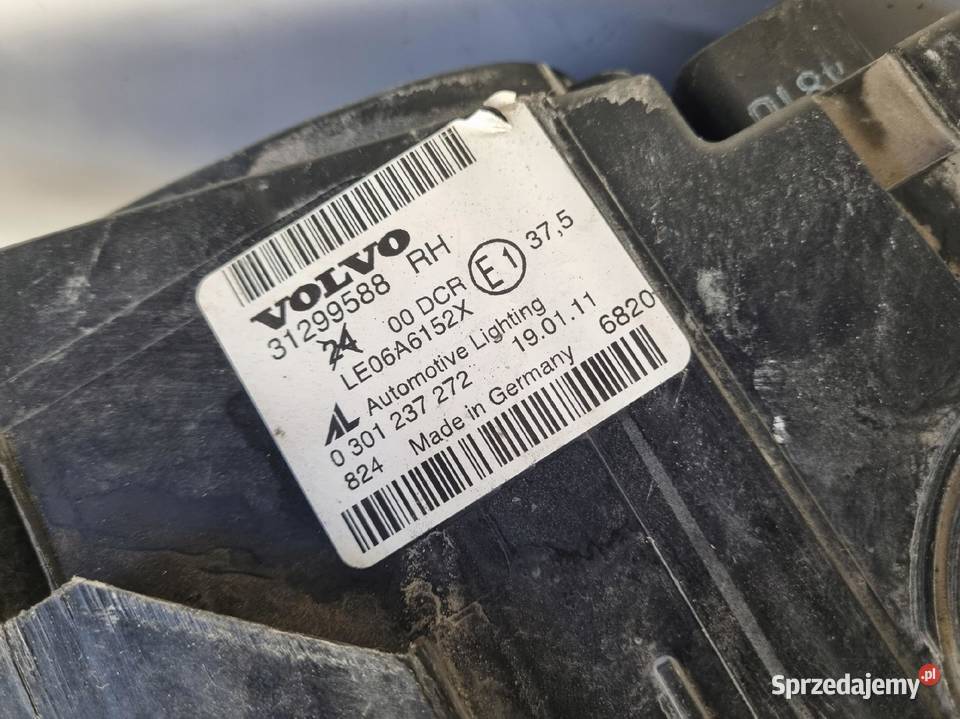 VOLVO
31299588 RH
24 00 DCR E1 37,5
LE06A6152X
AL Automotive Lighting
0 301 237 272 19.01.11
824 Made in Germany 6820
Sprzedajemy.pl